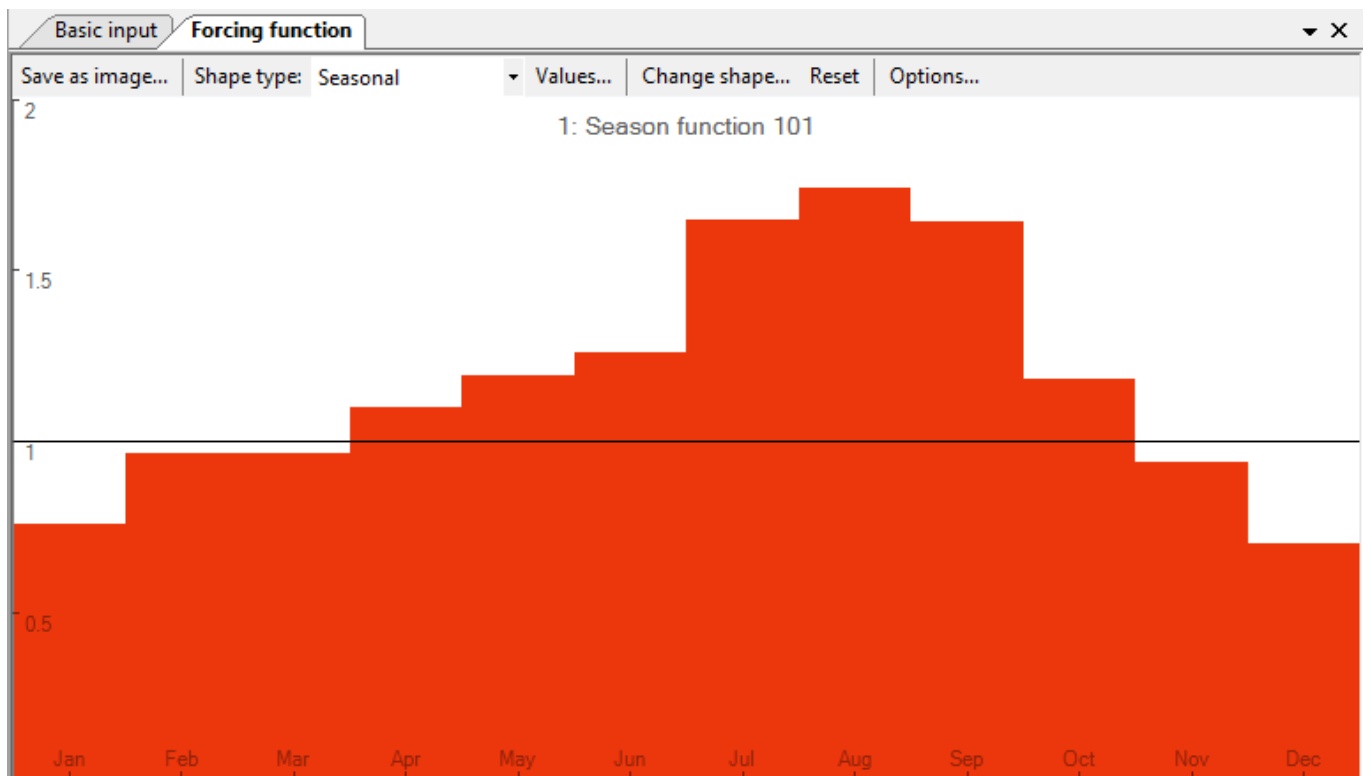 Basic input Forcing function
Save as image... Shape type: Seasonal Values... Change shape... Reset Options...
2
1: Season function 101
1.5
1
0.5
Jan Feb Mar Apr May Jun Jul Aug Sep Oct Nov Dec